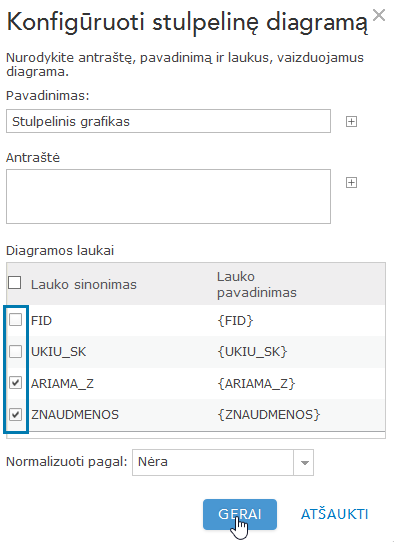 Konfigūruoti stulpelinę diagramą
Nurodykite antraštę, pavadinimą ir laukus, vaizduojamus
diagrama.
Pavadinimas:
Stulpelinis grafikas
Antraštė
Diagramos laukai
Lauko sinonimas
Lauko
pavadinimas
FID {FID}
UKIU_SK {UKIU_SK}
ARIAMA_Z {ARIAMA_Z}
ZNAUDMENOS {ZNAUDMENOS}
Normalizuoti pagal: Nėra
GERAI ATŠAUKTI